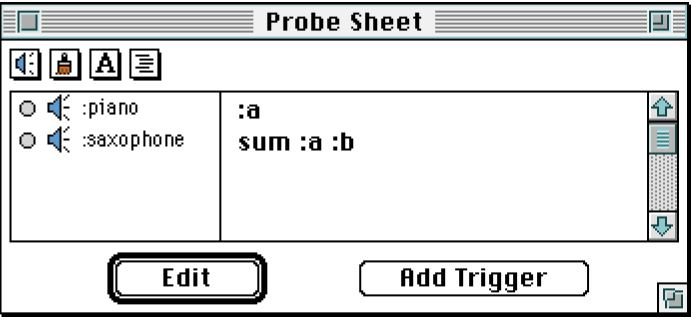 Probe Sheet
A
:piano :a
:saxophone sum :a :b
Edit Add Trigger